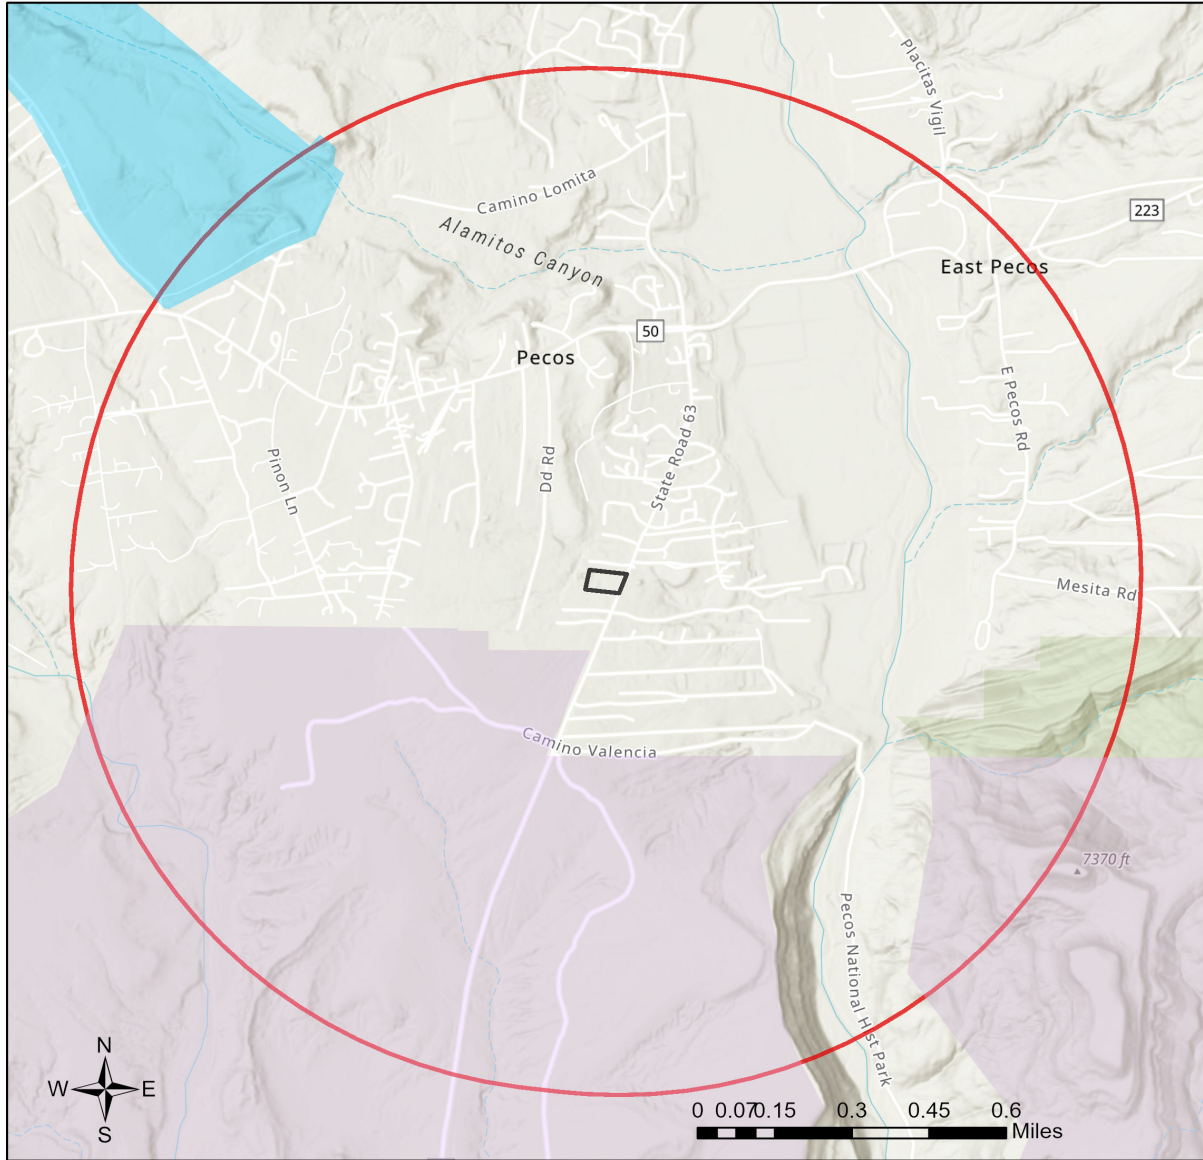 Placitas Vigil
Camino Lomita
223
Alamitos Canyon
East Pecos
50
Pecos
E Pecos Rd
State Road 63
Dd Rd
Pinon Ln
Mesita Rd
Camino Valencia
7370 ft
Pecos National Hist Park
N
W E
S
0 0.07 0.15 0.3 0.45 0.6
Miles